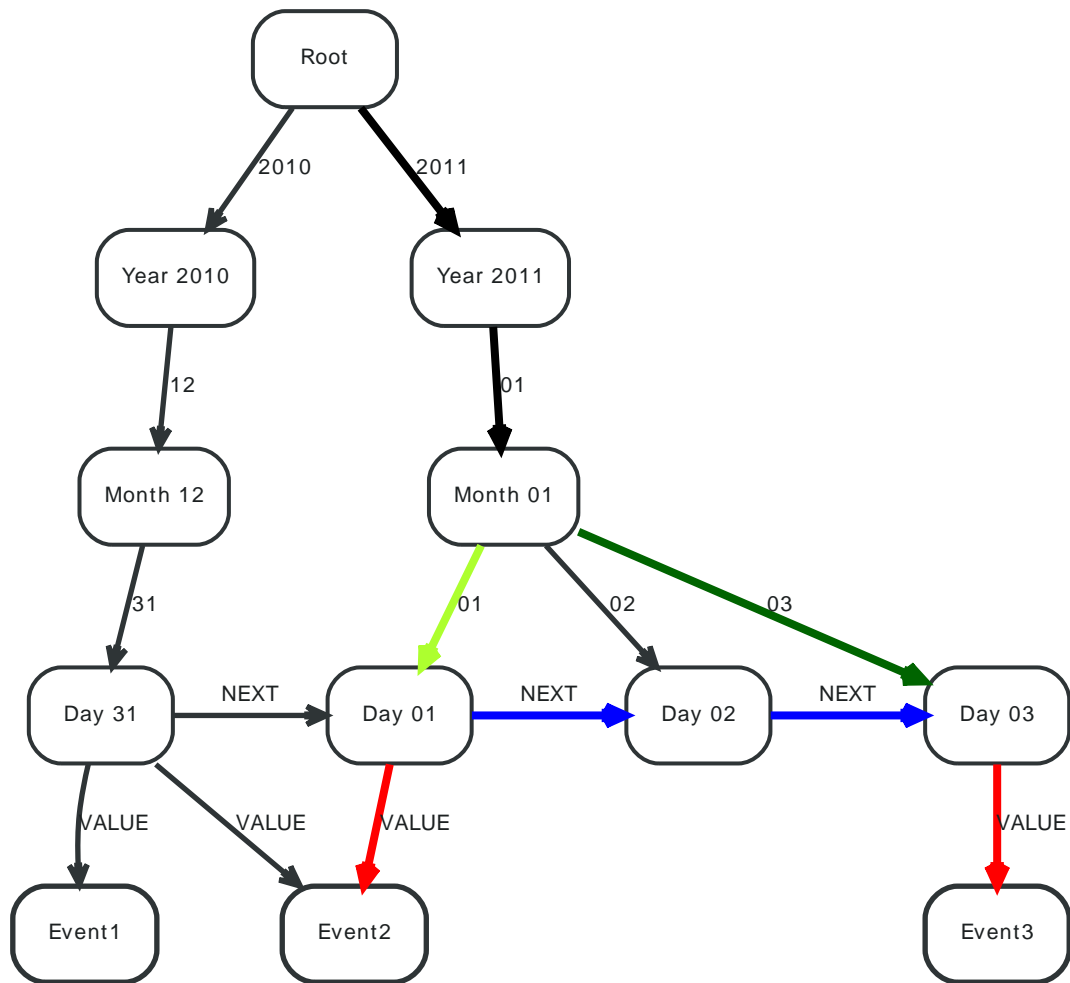 Root
2010
2011
Year 2010
Year 2011
12
01
Month 12
Month 01
31
01
02
03
Day 31
NEXT
Day 01
NEXT
Day 02
NEXT
Day 03
VALUE
VALUE
VALUE
VALUE
Event1
Event2
Event3